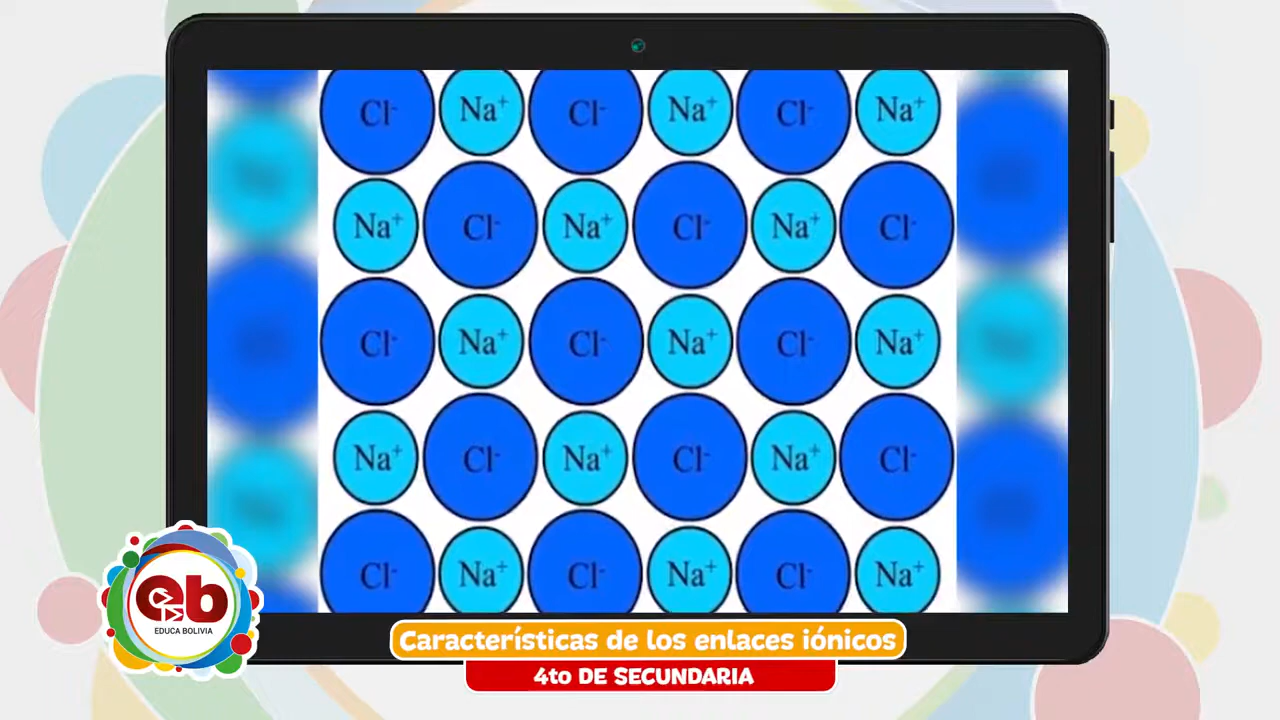 Cl⁻ Na⁺ Cl⁻ Na⁺ Cl⁻ Na⁺
Na⁺ Cl⁻ Na⁺ Cl⁻ Na⁺ Cl⁻
Cl⁻ Na⁺ Cl⁻ Na⁺ Cl⁻ Na⁺
Na⁺ Cl⁻ Na⁺ Cl⁻ Na⁺ Cl⁻
Cl⁻ Na⁺ Cl⁻ Na⁺ Cl⁻ Na⁺
eb
EDUCA BOLIVIA
Características de los enlaces iónicos
4to DE SECUNDARIA